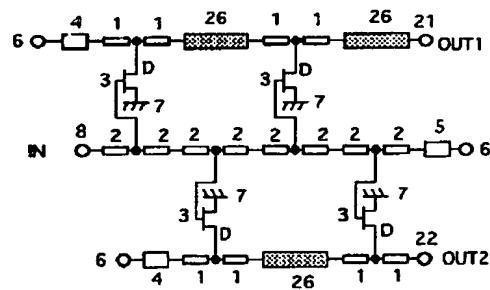 4 1 1 26 1 1 26 21
6 OUT1
3 D 3 D
7 7
8 2 2 2 2 2 2 2 2 5
IN 6
7 7
3 D 3 D
6 22
OUT2
4 1 1 26 1 1